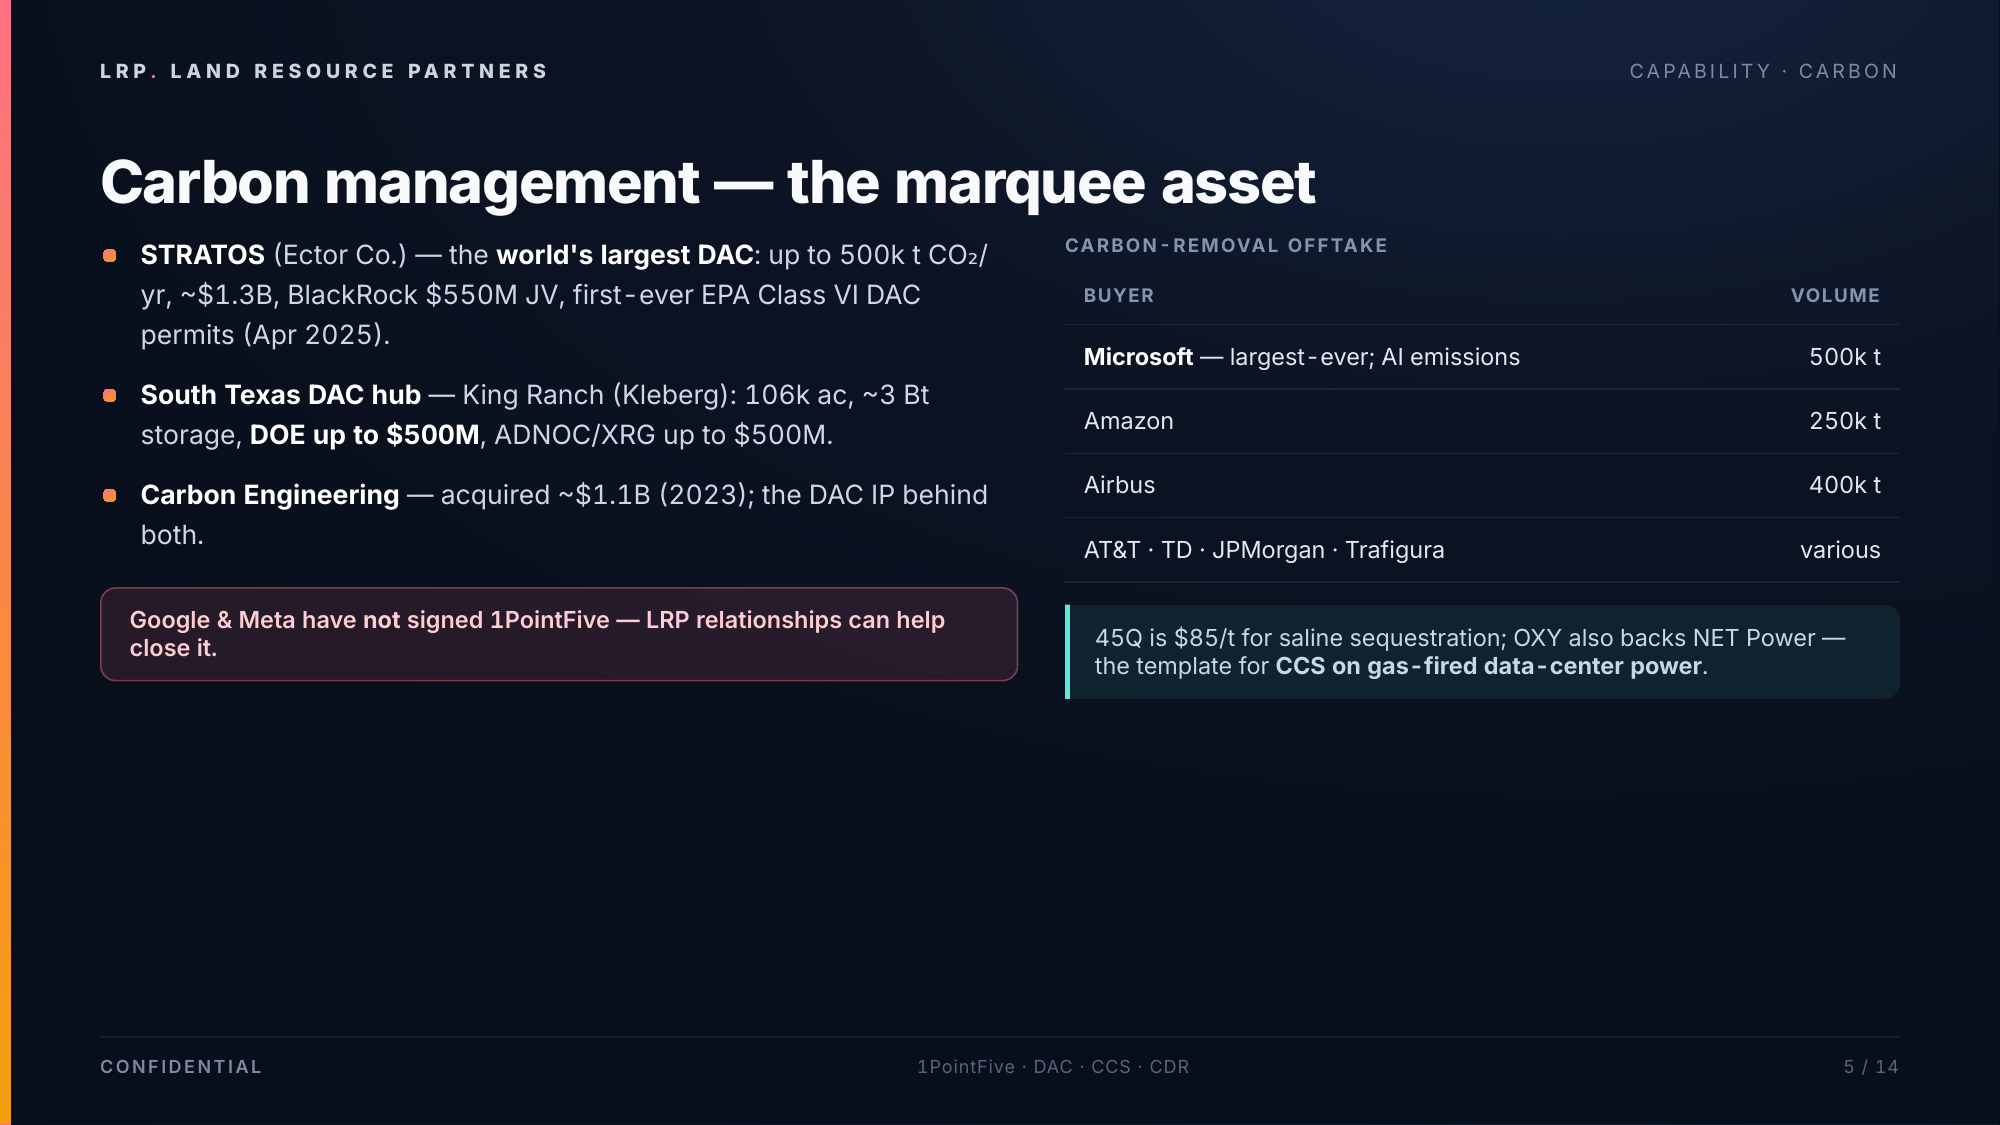 LRP. LAND RESOURCE PARTNERS
CAPABILITY · CARBON
Carbon management — the marquee asset
STRATOS (Ector Co.) — the world's largest DAC: up to 500k t CO₂/
yr, ~$1.3B, BlackRock $550M JV, first-ever EPA Class VI DAC
permits (Apr 2025).
South Texas DAC hub — King Ranch (Kleberg): 106k ac, ~3 Bt
storage, DOE up to $500M, ADNOC/XRG up to $500M.
Carbon Engineering — acquired ~$1.1B (2023); the DAC IP behind
both.
Google & Meta have not signed 1PointFive — LRP relationships can help
close it.
CARBON-REMOVAL OFFTAKE
BUYER VOLUME
Microsoft — largest-ever; AI emissions 500k t
Amazon 250k t
Airbus 400k t
AT&T · TD · JPMorgan · Trafigura various
45Q is $85/t for saline sequestration; OXY also backs NET Power —
the template for CCS on gas-fired data-center power.
CONFIDENTIAL
1PointFive · DAC · CCS · CDR
5 / 14